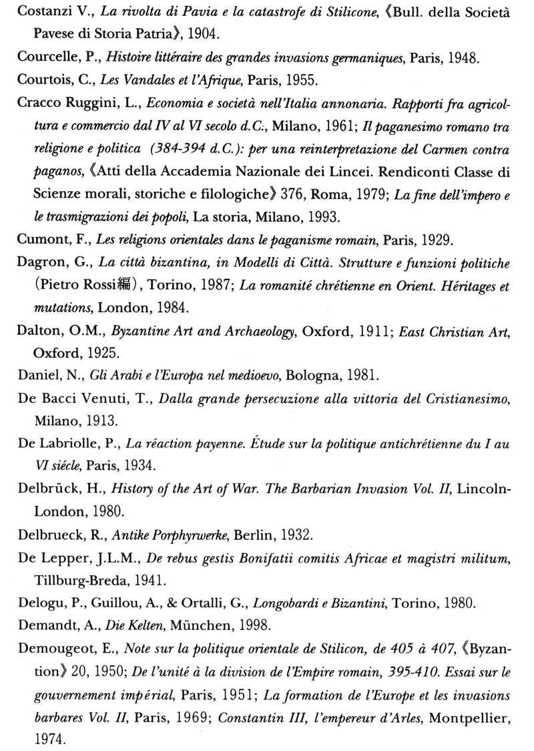 Costanzi V., La rivolta di Pavia e la catastrofe di Stilicone, 《Bull. della Società
Pavese di Storia Patria》, 1904.
Courcelle, P., Histoire littéraire des grandes invasions germaniques, Paris, 1948.
Courtois, C., Les Vandales et l'Afrique, Paris, 1955.
Cracco Ruggini, L., Economia e società nell'Italia annonaria. Rapporti fra agricol-
tura e commercio dal IV al VI secolo d.C., Milano, 1961; Il paganesimo romano tra
religione e politica (384-394 d.C.): per una reinterpretazione del Carmen contra
paganos, 《Atti della Accademia Nazionale dei Lincei. Rendiconti Classe di
Scienze morali, storiche e filologiche》 376, Roma, 1979; La fine dell'impero e
le trasmigrazioni dei popoli, La storia, Milano, 1993.
Cumont, F., Les religions orientales dans le paganisme romain, Paris, 1929.
Dagron, G., La città bizantina, in Modelli di Città. Strutture e funzioni politiche
(Pietro Rossi編), Torino, 1987; La romanité chrétienne en Orient. Héritages et
mutations, London, 1984.
Dalton, O.M., Byzantine Art and Archaeology, Oxford, 1911; East Christian Art,
Oxford, 1925.
Daniel, N., Gli Arabi e l'Europa nel medioevo, Bologna, 1981.
De Bacci Venuti, T., Dalla grande persecuzione alla vittoria del Cristianesimo,
Milano, 1913.
De Labriolle, P., La réaction payenne. Étude sur la politique antichrétienne du I au
VI siécle, Paris, 1934.
Delbrück, H., History of the Art of War. The Barbarian Invasion Vol. II, Lincoln-
London, 1980.
Delbrueck, R., Antike Porphyrwerke, Berlin, 1932.
De Lepper, J.L.M., De rebus gestis Bonifatii comitis Africae et magistri militum,
Tillburg-Breda, 1941.
Delogu, P., Guillou, A., & Ortalli, G., Longobardi e Bizantini, Torino, 1980.
Demandt, A., Die Kelten, München, 1998.
Demougeot, E., Note sur la politique orientale de Stilicon, de 405 à 407, 《Byzan-
tion》 20, 1950; De l'unité à la division de l'Empire romain, 395-410. Essai sur le
gouvernement impérial, Paris, 1951; La formation de l'Europe et les invasions
barbares Vol. II, Paris, 1969; Constantin III, l'empereur d'Arles, Montpellier,
1974.